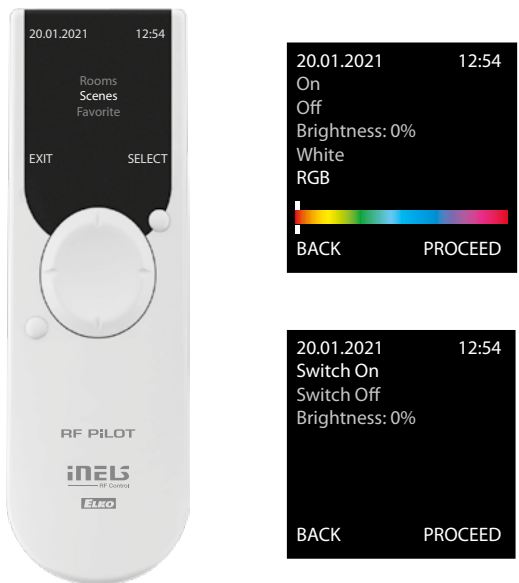 20.01.2021 12:54
Rooms
Scenes
Favorite
EXIT SELECT
RF PiLOT
iNELS
RF Control
ELKO
20.01.2021 12:54
On
Off
Brightness: 0%
White
RGB
BACK PROCEED
20.01.2021 12:54
Switch On
Switch Off
Brightness: 0%
BACK PROCEED